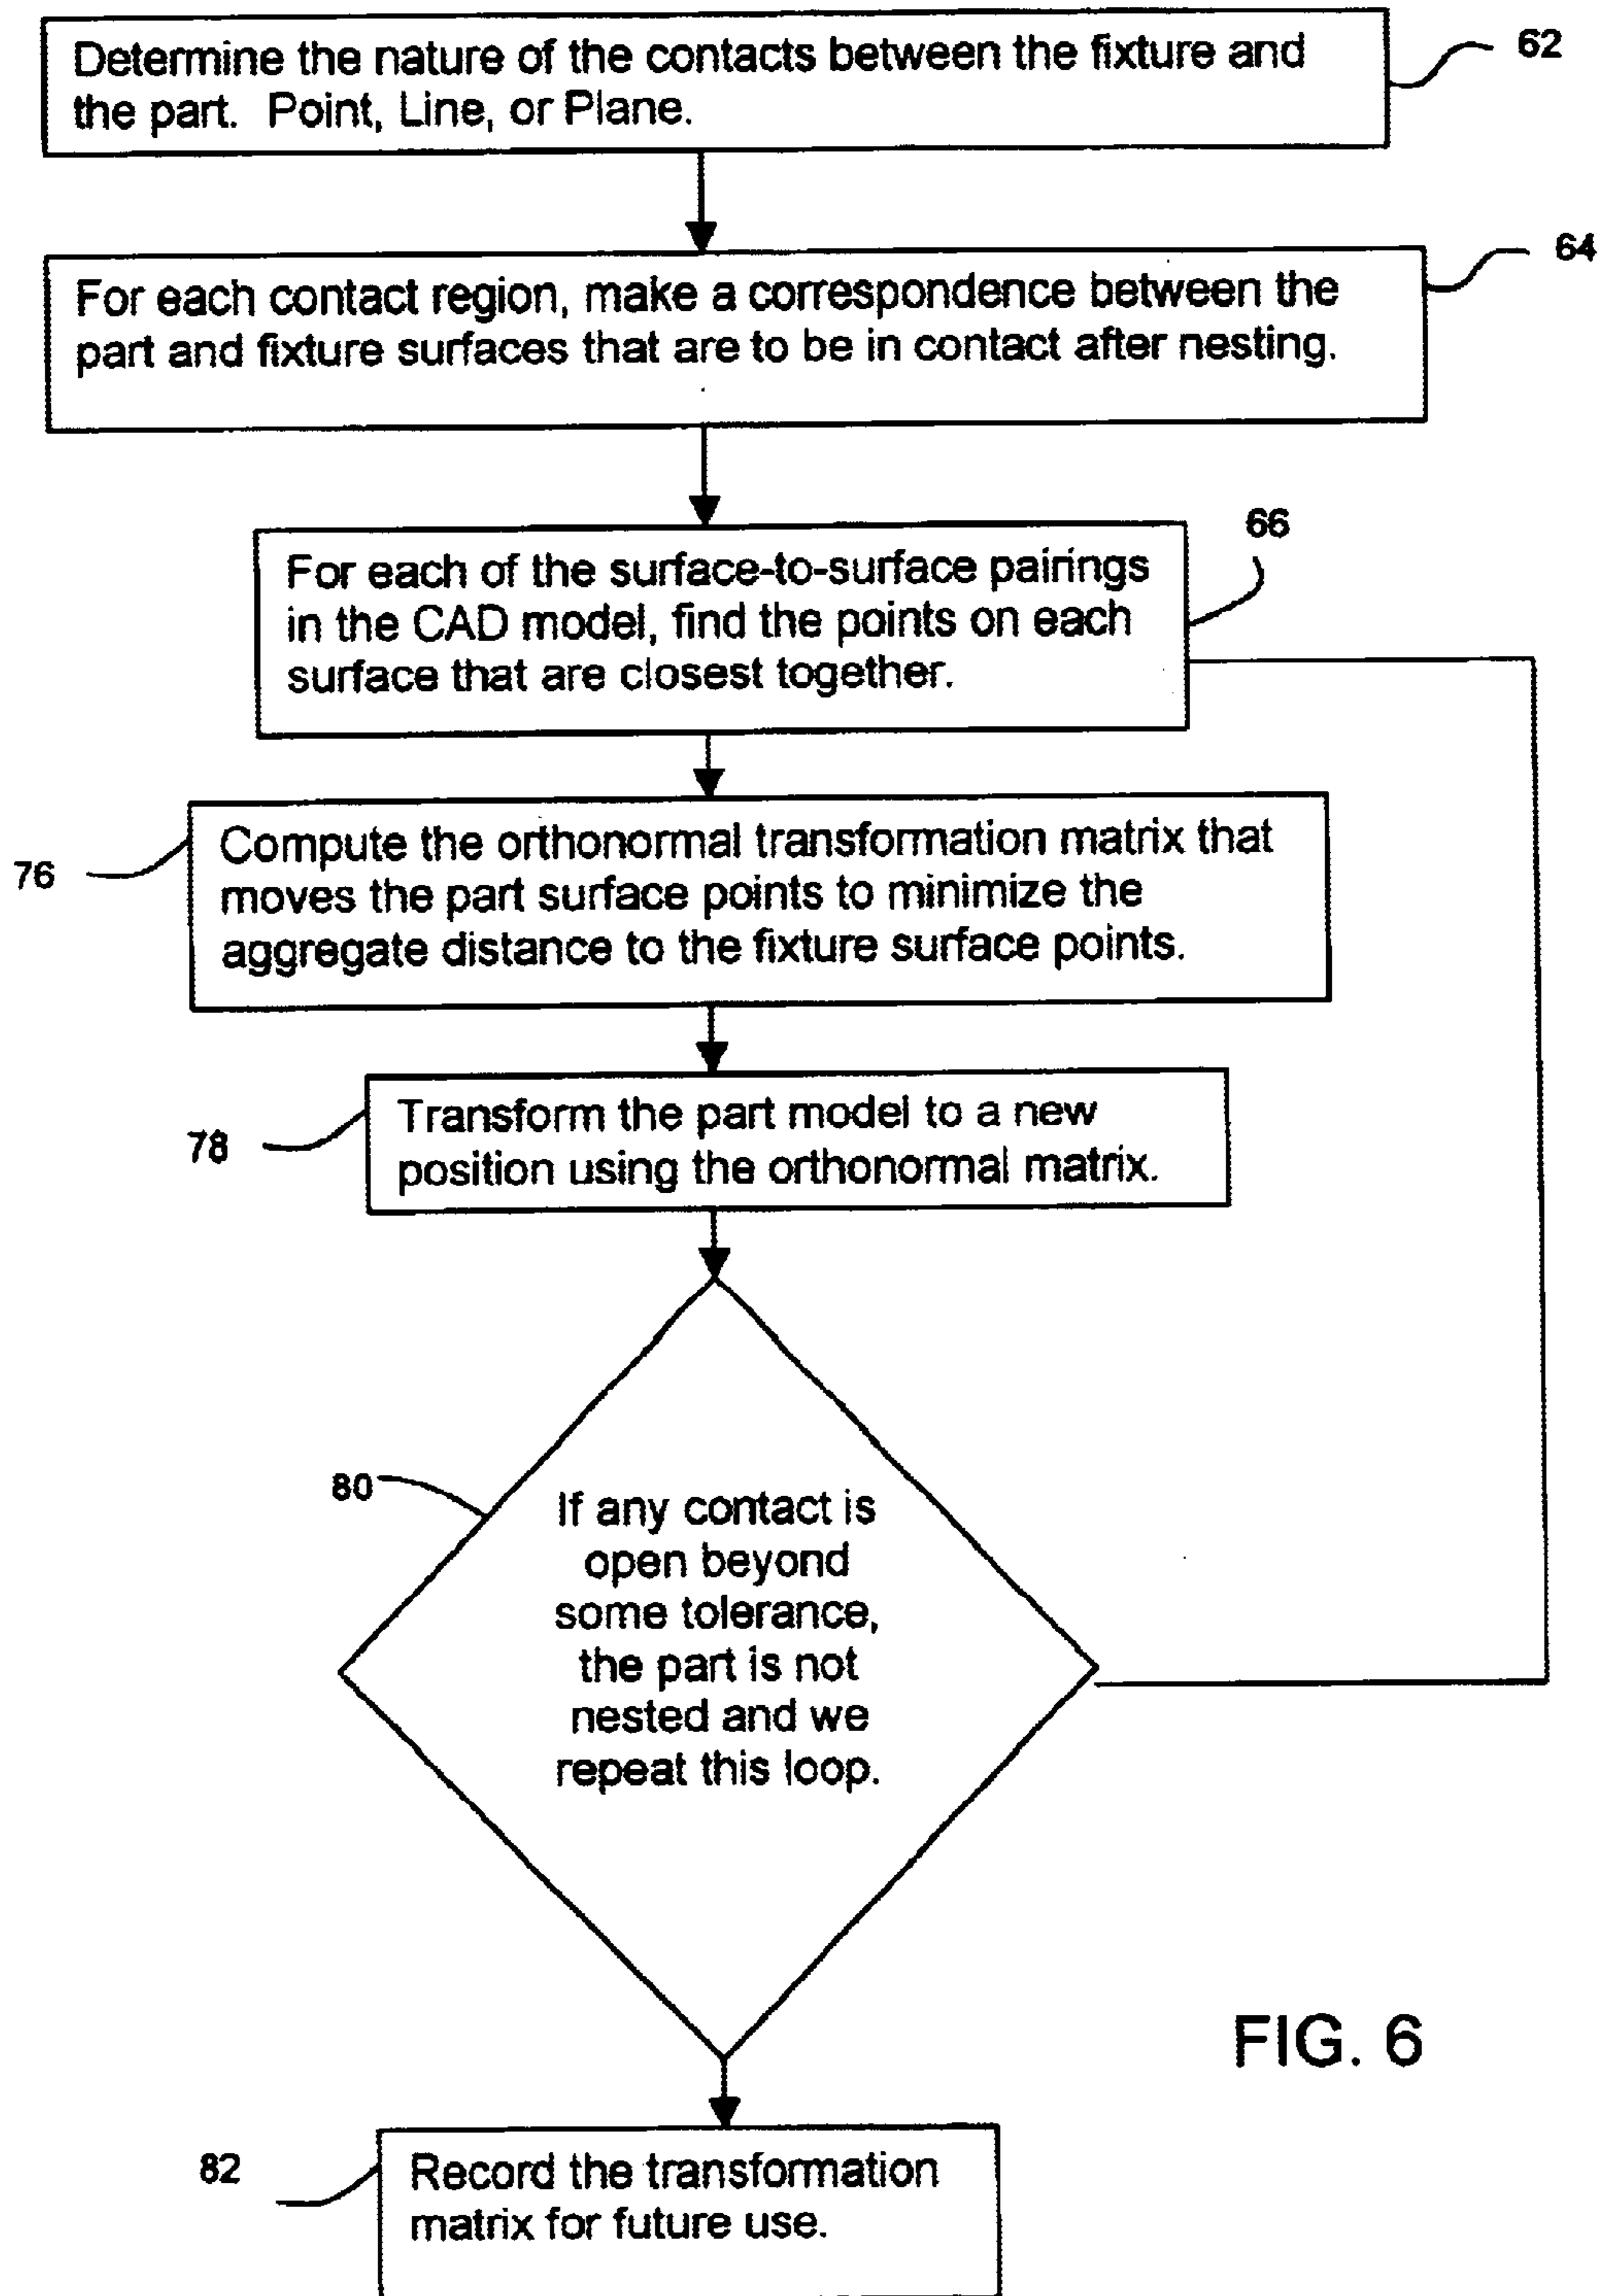 Determine the nature of the contacts between the fixture and
the part. Point, Line, or Plane.
62
For each contact region, make a correspondence between the
part and fixture surfaces that are to be in contact after nesting.
64
66
For each of the surface-to-surface pairings
in the CAD model, find the points on each
surface that are closest together.
76
Compute the orthonormal transformation matrix that
moves the part surface points to minimize the
aggregate distance to the fixture surface points.
78
Transform the part model to a new
position using the orthonormal matrix.
80
If any contact is
open beyond
some tolerance,
the part is not
nested and we
repeat this loop.
FIG. 6
82
Record the transformation
matrix for future use.